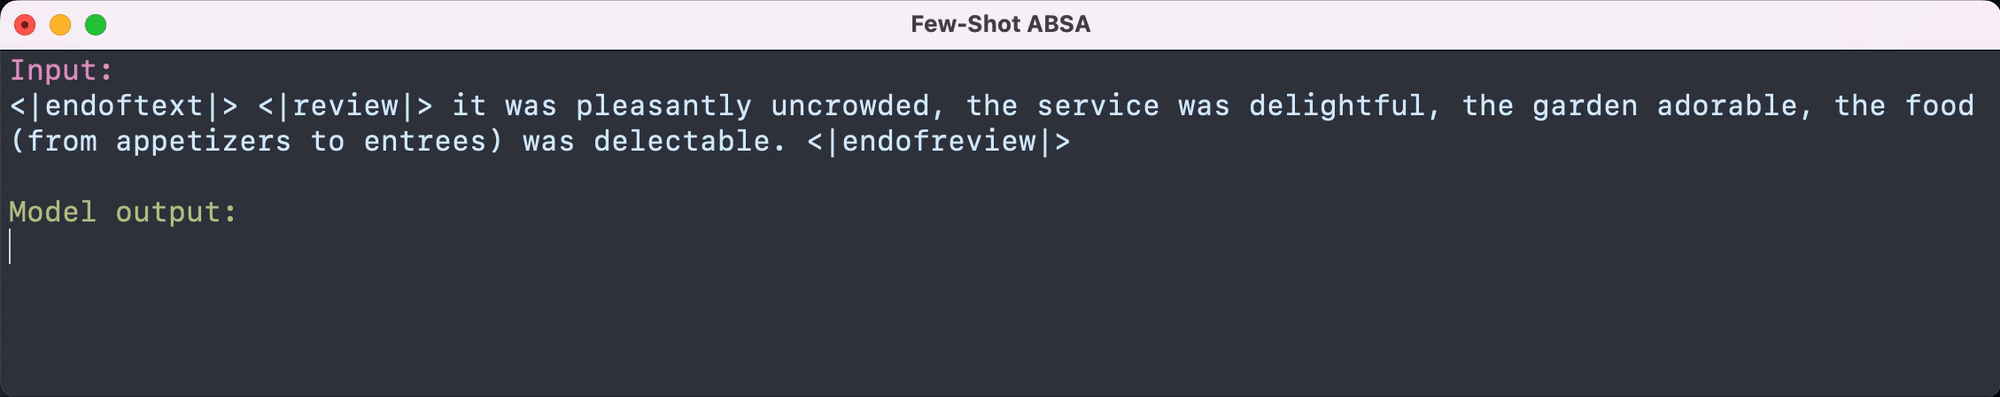 Few-Shot ABSA
Input:
<|endoftext|> <|review|> it was pleasantly uncrowded, the service was delightful, the garden adorable, the food
(from appetizers to entrees) was delectable. <|endofreview|>
Model output: